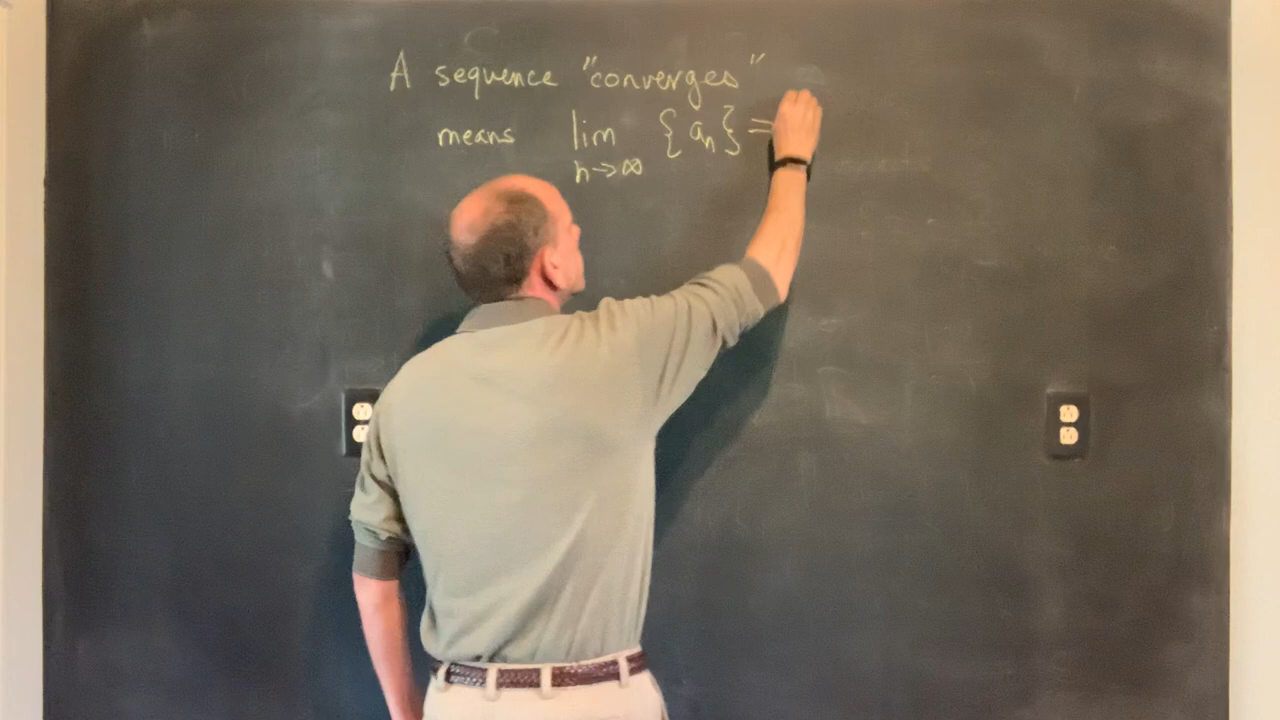 A sequence "converges"
means lim {aₙ} =
n→∞